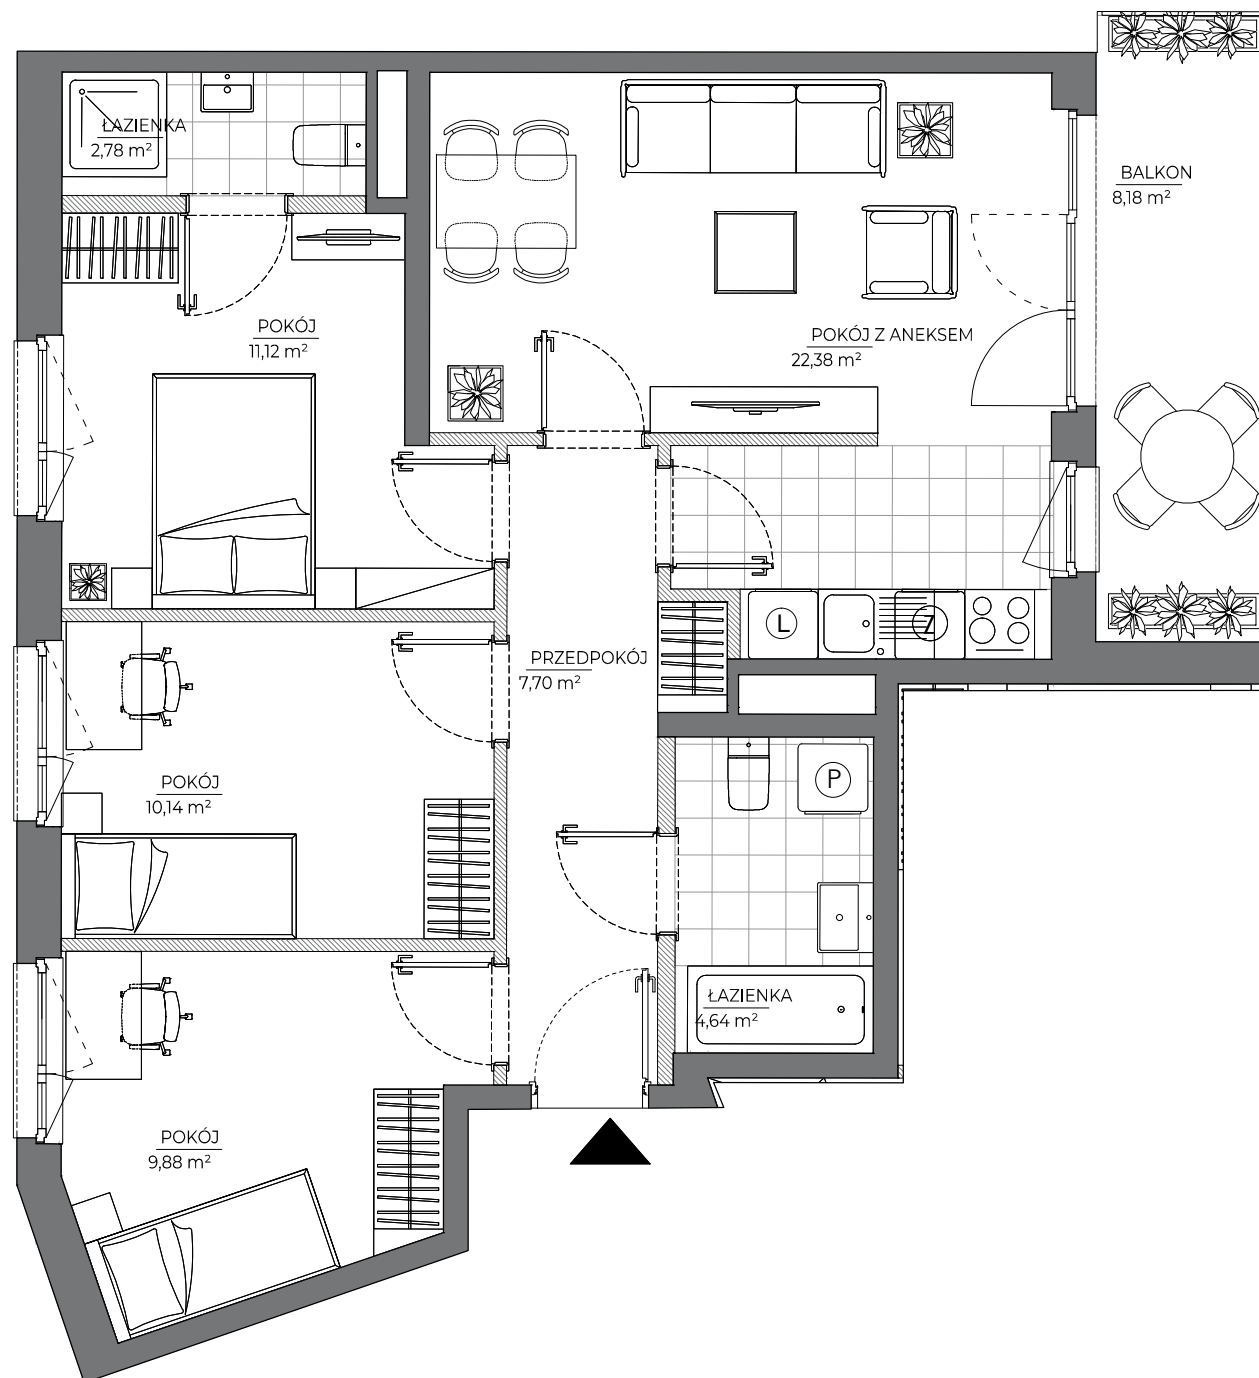 ŁAZIENKA
2,78 m²
BALKON
8,18 m²
POKÓJ
11,12 m²
POKÓJ Z ANEKSEM
22,38 m²
L
Z
PRZEDPOKÓJ
7,70 m²
POKÓJ
10,14 m²
P
ŁAZIENKA
4,64 m²
POKÓJ
9,88 m²